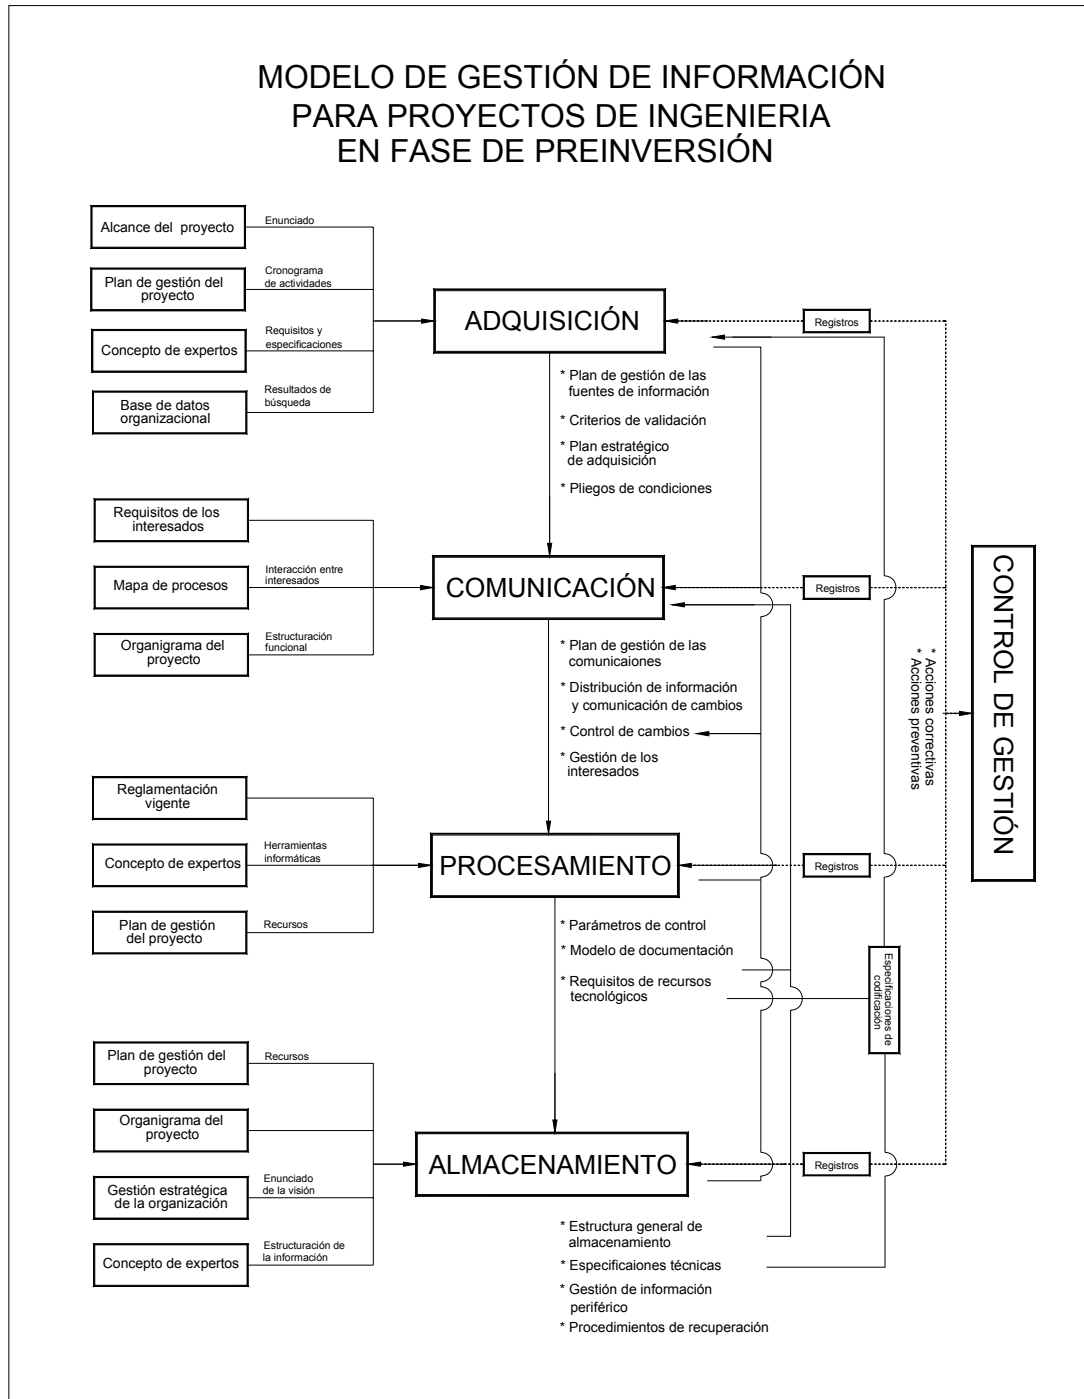 MODELO DE GESTIÓN DE INFORMACIÓN
PARA PROYECTOS DE INGENIERIA
EN FASE DE PREINVERSIÓN
Alcance del proyecto
Enunciado
Plan de gestión del
proyecto
Cronograma
de actividades
Concepto de expertos
Requisitos y
especificaciones
Base de datos
organizacional
Resultados de
búsqueda
ADQUISICIÓN
Registros
* Plan de gestión de las
fuentes de información
* Criterios de validación
* Plan estratégico
de adquisición
* Pliegos de condiciones
Requisitos de los
interesados
Mapa de procesos
Interacción entre
interesados
Organigrama del
proyecto
Estructuración
funcional
COMUNICACIÓN
Registros
* Plan de gestión de las
comunicaiones
* Distribución de información
y comunicación de cambios
* Control de cambios
* Gestión de los
interesados
CONTROL DE GESTIÓN
* Acciones correctivas
* Acciones preventivas
Reglamentación
vigente
Concepto de expertos
Herramientas
informáticas
Plan de gestión
del proyecto
Recursos
PROCESAMIENTO
Registros
* Parámetros de control
* Modelo de documentación
* Requisitos de recursos
tecnológicos
Especificaciones de
codificación
Plan de gestión del
proyecto
Recursos
Organigrama del
proyecto
Gestión estratégica
de la organización
Enunciado
de la visión
Concepto de expertos
Estructuración de
la información
ALMACENAMIENTO
Registros
* Estructura general de
almacenamiento
* Especificaiones técnicas
* Gestión de información
periférico
* Procedimientos de recuperación